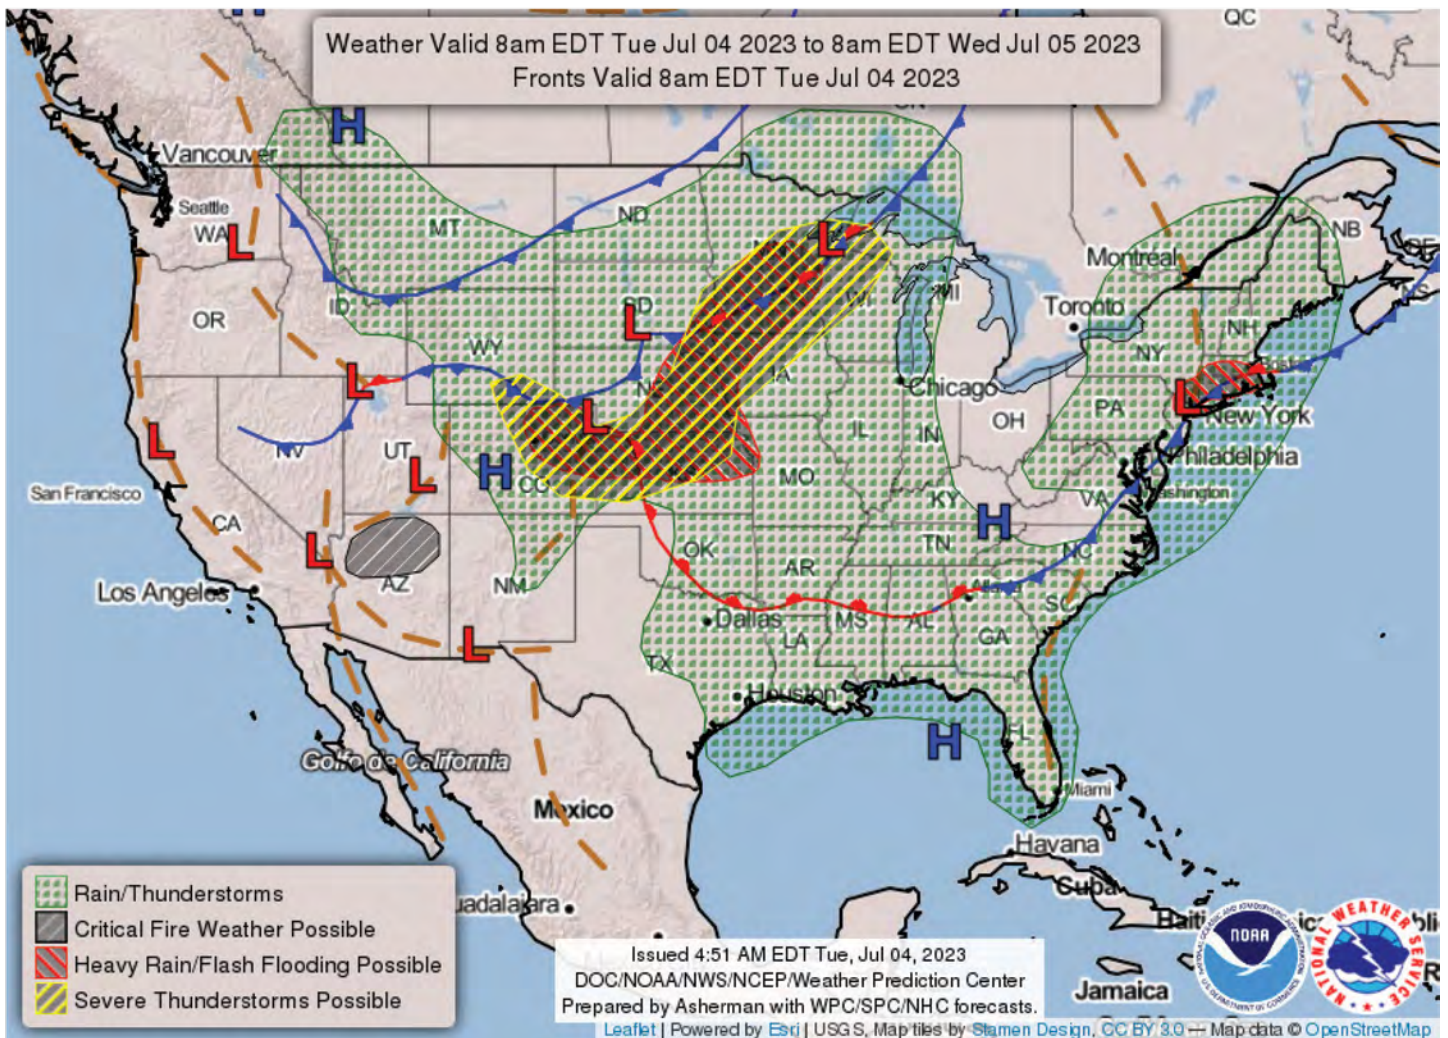 QC
Weather Valid 8am EDT Tue Jul 04 2023 to 8am EDT Wed Jul 05 2023
Fronts Valid 8am EDT Tue Jul 04 2023
H
H
Vancouver
Seattle
WA
L
MT
ND
L
NB
Montréal
MI
Toronto
ID
SD
L
OR
NH
WY
NY
L
IA
Chicago
L
PA
New York
L
OH
L
IL
IN
NV
UT
L
H
CO
MO
Philadelphia
San Francisco
KY
VA
Washington
CA
H
L
OK
TN
NC
AR
Los Angeles
AZ
NM
Atlanta
SC
Dallas
MS
AL
LA
GA
L
TX
Houston
FL
H
Golfo de California
Miami
Mexico
Havana
Cuba
Rain/Thunderstorms
Critical Fire Weather Possible
Heavy Rain/Flash Flooding Possible
Severe Thunderstorms Possible
uadalajara
Haiti
NOAA
NATIONAL WEATHER SERVICE
Jamaica
Issued 4:51 AM EDT Tue, Jul 04, 2023
DOC/NOAA/NWS/NCEP/Weather Prediction Center
Prepared by Asherman with WPC/SPC/NHC forecasts.
Leaflet | Powered by Esri | USGS, Map tiles by Stamen Design, CC BY 3.0 — Map data © OpenStreetMap